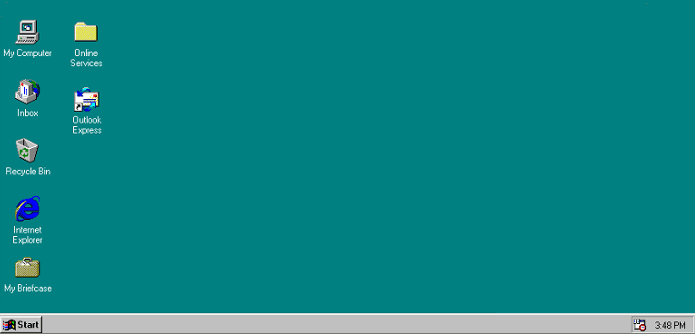 My Computer
Online
Services
Inbox
Outlook
Express
Recycle Bin
Internet
Explorer
My Briefcase
Start
3:48 PM